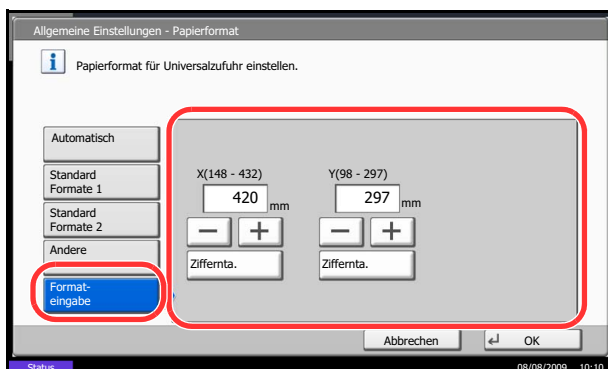 Allgemeine Einstellungen - Papierformat
Papierformat für Universalzufuhr einstellen.
Automatisch
Standard
Formate 1
Standard
Formate 2
Andere
Format-
eingabe
X(148 - 432)
420 mm
Ziffernta.
Y(98 - 297)
297 mm
Ziffernta.
Abbrechen
OK
Status
08/08/2009 10:10